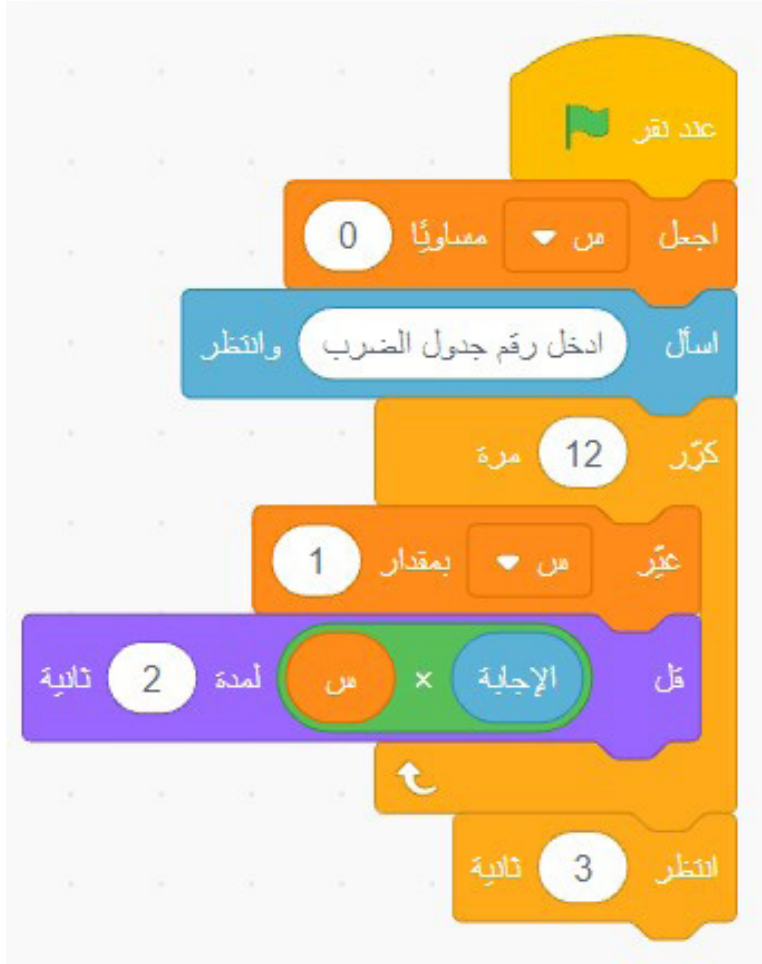 عند نقر
اجعل س مساويًا 0
اسأل ادخل رقم جدول الضرب وانتظر
كرّر 12 مرة
غيّر س بمقدار 1
قل الإجابة × س لمدة 2 ثانية
انتظر 3 ثانية